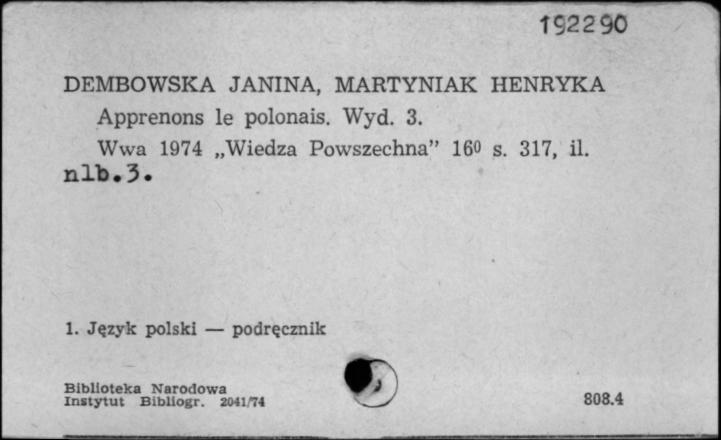 192290
DEMBOWSKA JANINA, MARTYNIAK HENRYKA
Apprenons le polonais. Wyd. 3.
Wwa 1974 „Wiedza Powszechna” 16⁰ s. 317, il.
nlb.3.
1. Język polski — podręcznik
Biblioteka Narodowa
Instytut Bibliogr. 2041/74
808.4